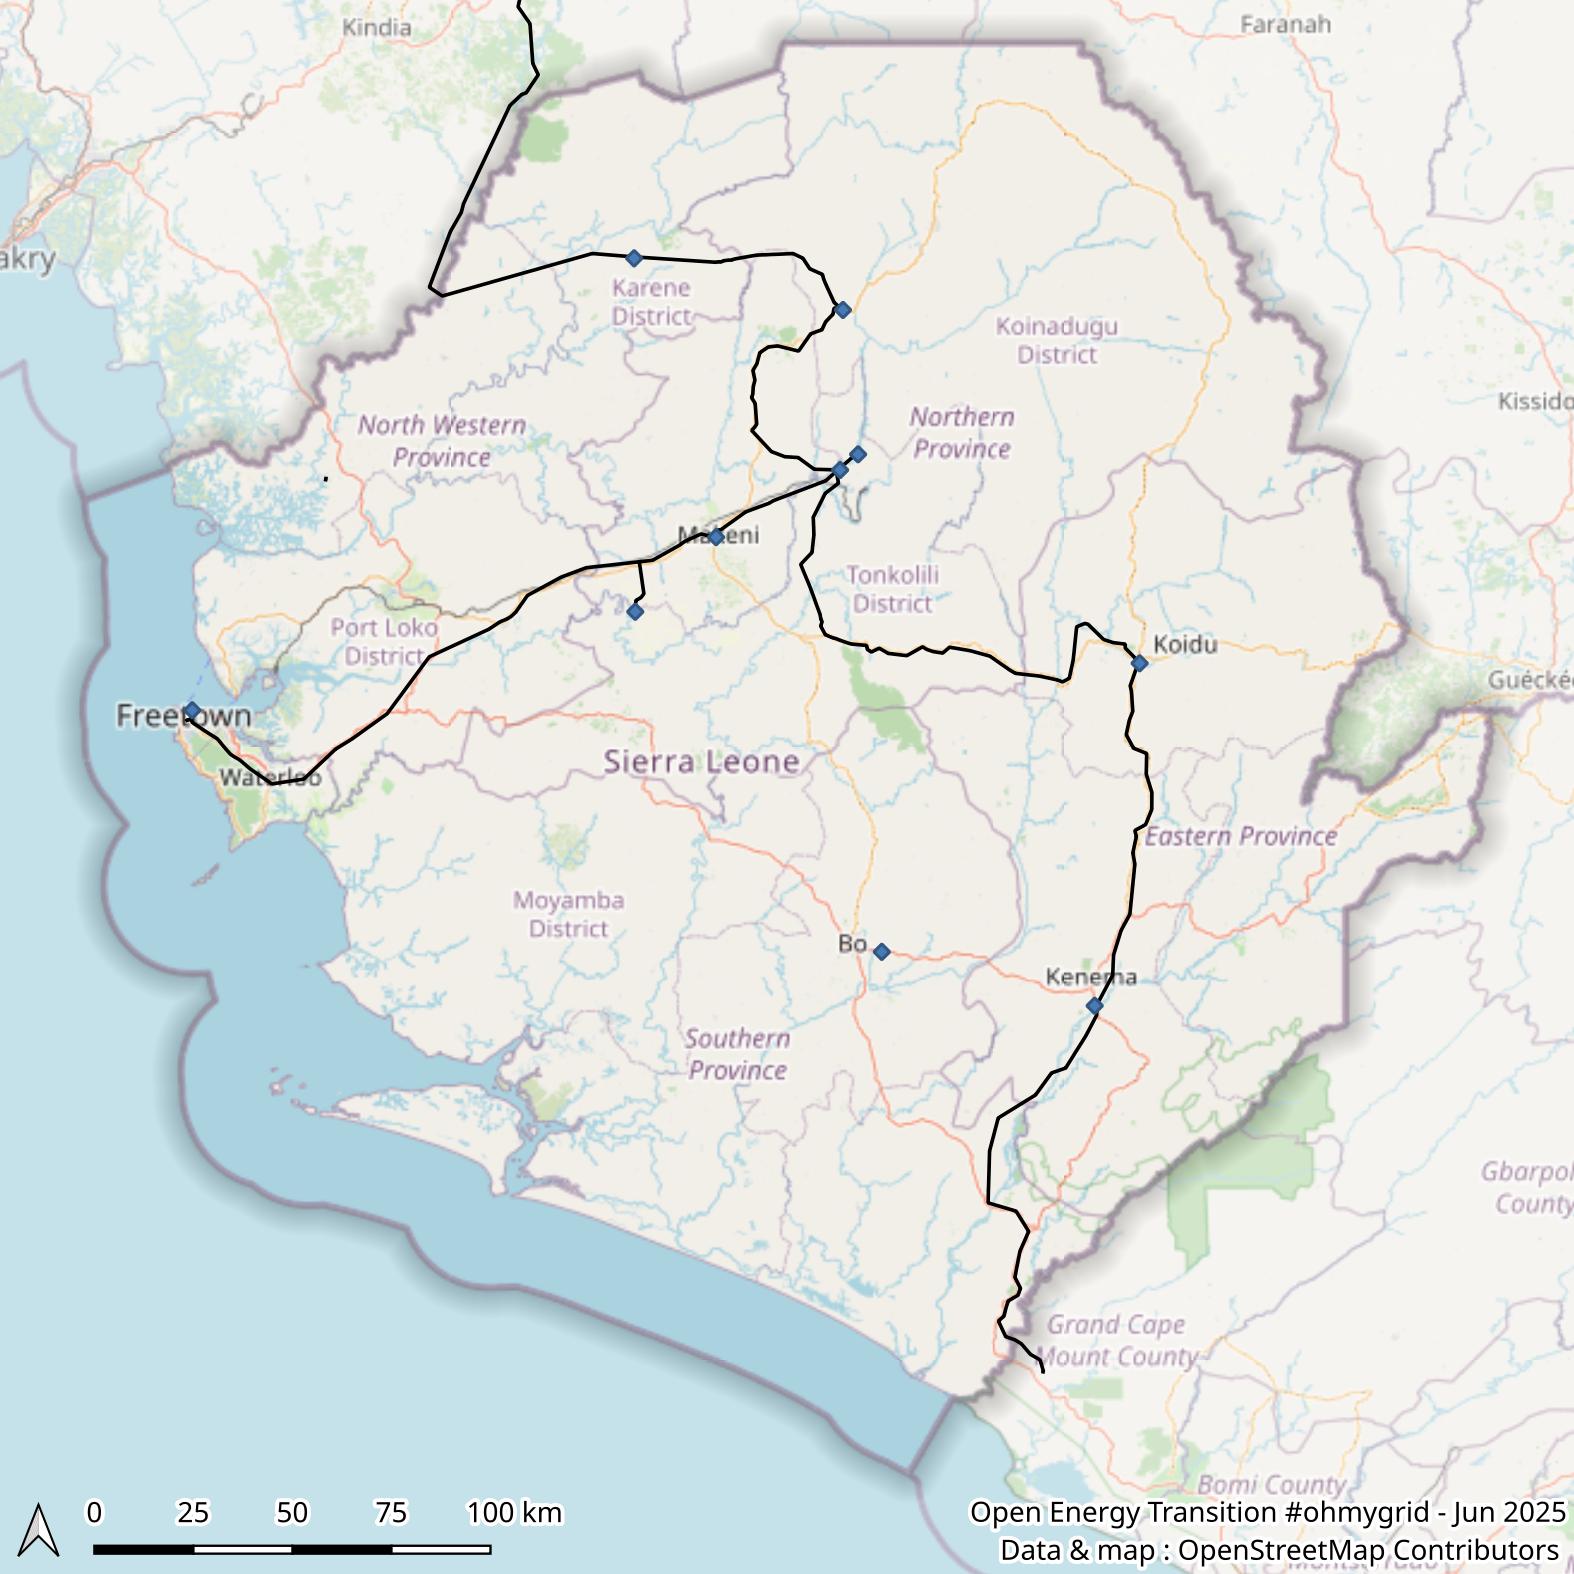 Kindia
Faranah
akry
Karene
District
Koinadugu
District
Kissido
North Western
Province
Northern
Province
Makeni
Tonkolili
District
Port Loko
District
Koidu
Guécké
Freetown
Waterloo
Sierra Leone
Eastern Province
Moyamba
District
Bo
Kenema
Southern
Province
Gbarpol
County
Grand Cape
Mount County
Bomi County
0 25 50 75 100 km
Open Energy Transition #ohmygrid - Jun 2025
Data & map : OpenStreetMap Contributors